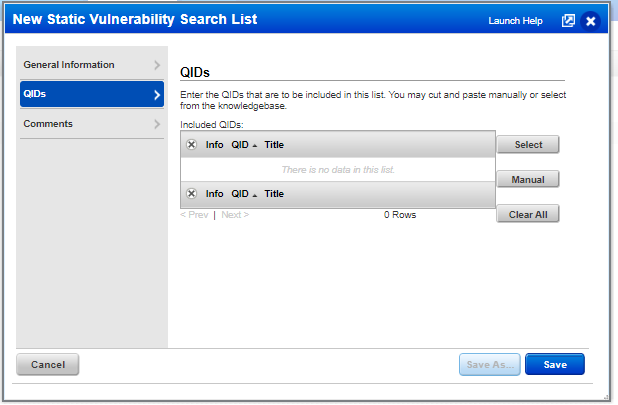 New Static Vulnerability Search List
Launch Help
General Information
QIDs
Comments
QIDs
Enter the QIDs that are to be included in this list. You may cut and paste manually or select
from the knowledgebase.
Included QIDs:
Info QID Title
There is no data in this list.
Info QID Title
< Prev | Next >
0 Rows
Select
Manual
Clear All
Cancel
Save As...
Save